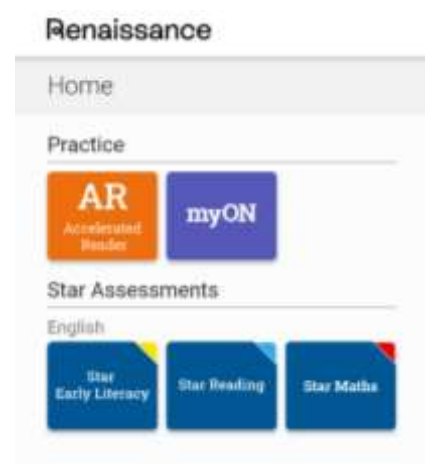 Renaissance
Home
Practice
AR
Accelerated
Reader
myON
Star Assessments
English
Star
Early Literacy
Star Reading
Star Maths